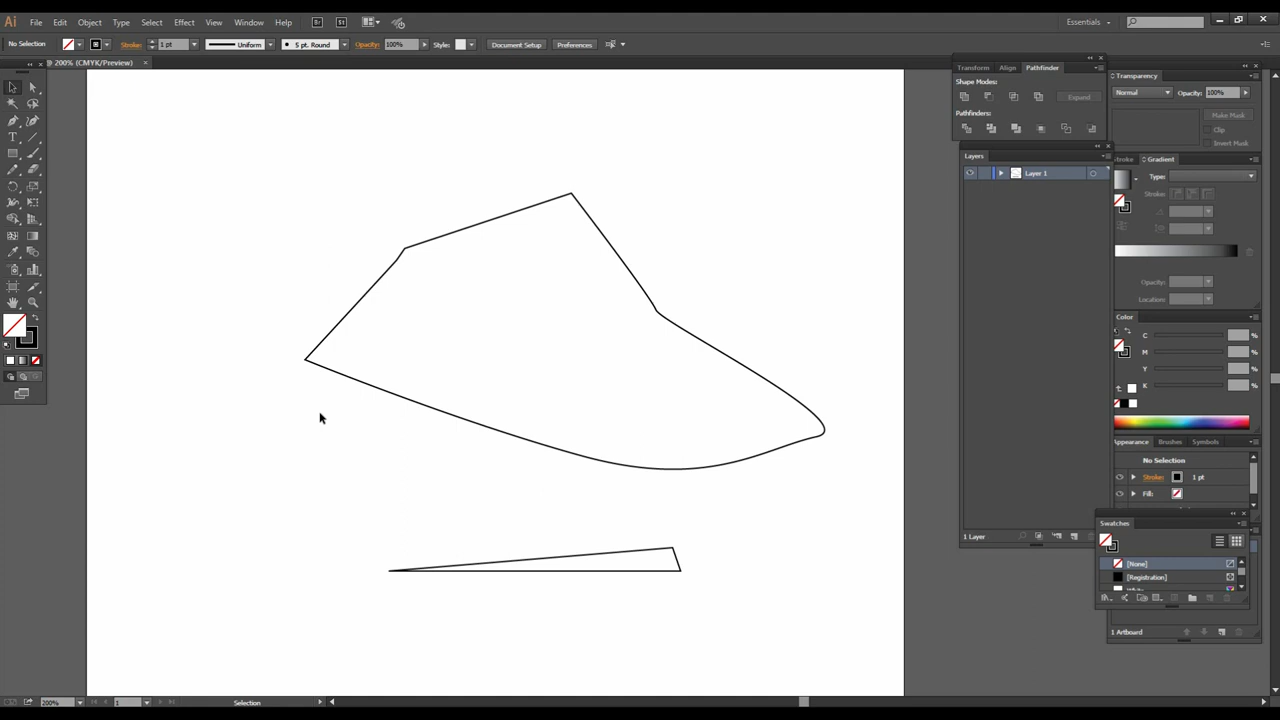 Ai File Edit Object Type Select Effect View Window Help Br St Essentials
No Selection Stroke: 1 pt Uniform 5 pt. Round Opacity: 100% Style: Document Setup Preferences
@ 200% (CMYK/Preview) ×
Transform Align Pathfinder
Shape Modes:
Expand
Pathfinders:
Layers
Layer 1
1 Layer
Transparency
Normal Opacity: 100%
Make Mask
Clip
Invert Mask
Gradient
Type:
Stroke:
Opacity:
Location:
Color
C %
M %
Y %
K %
Appearance Brushes Symbols
No Selection
Stroke: 1 pt
Fill:
Swatches
[None]
[Registration]
1 Artboard
200% 1 Selection